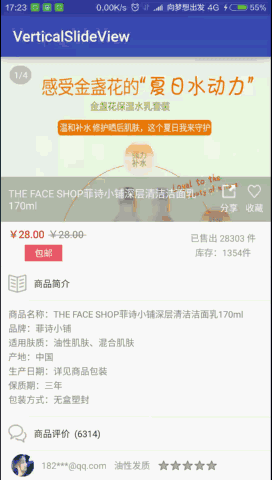 17:23 0.00K/s 向梦想出发 4G 55%
VerticalSlideView
1/4
感受金盏花的“夏日水动力”
金盏花保湿水乳套装
温和补水 修护晒后肌肤，这个夏日我来守护
强力
补水
THE FACE SHOP菲诗小铺深层清洁洁面乳
170ml
分享 收藏
¥28.00 ¥28.00
已售出 28303 件
包邮
库存：1354件
商品简介
商品名称：THE FACE SHOP菲诗小铺深层清洁洁面乳170ml
品牌：菲诗小铺
适用肤质：油性肌肤、混合肌肤
产地：中国
生产日期：详见商品包装
保质期：三年
包装方式：无盒塑封
商品评价 (6314)
182***@qq.com 油性发质